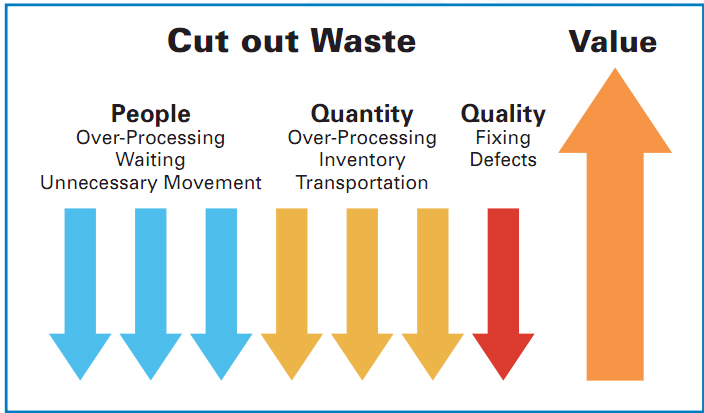 Cut out Waste
Value
People
Over-Processing
Waiting
Unnecessary Movement
Quantity
Over-Processing
Inventory
Transportation
Quality
Fixing
Defects